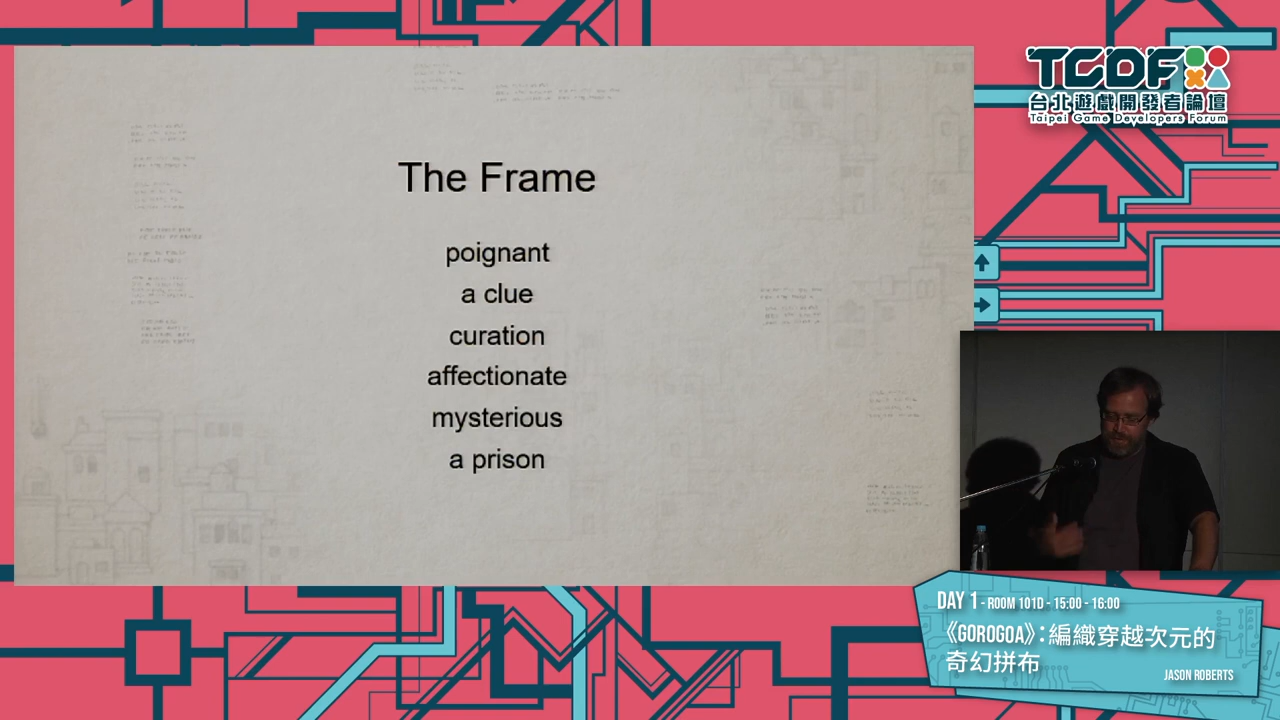 The Frame
poignant
a clue
curation
affectionate
mysterious
a prison
TGDF
台北遊戲開發者論壇
Taipei Game Developers Forum
DAY 1 - ROOM 101D - 15:00 - 16:00
《GOROGOA》：編織穿越次元的
奇幻拼布
JASON ROBERTS